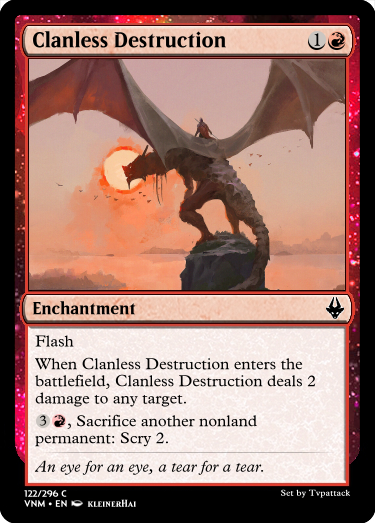 Clanless Destruction 1
Enchantment
Flash
When Clanless Destruction enters the
battlefield, Clanless Destruction deals 2
damage to any target.
3, Sacrifice another nonland
permanent: Scry 2.
An eye for an eye, a tear for a tear.
122/296 C
Set by Tvpattack
VNM • EN KLEINERHAI